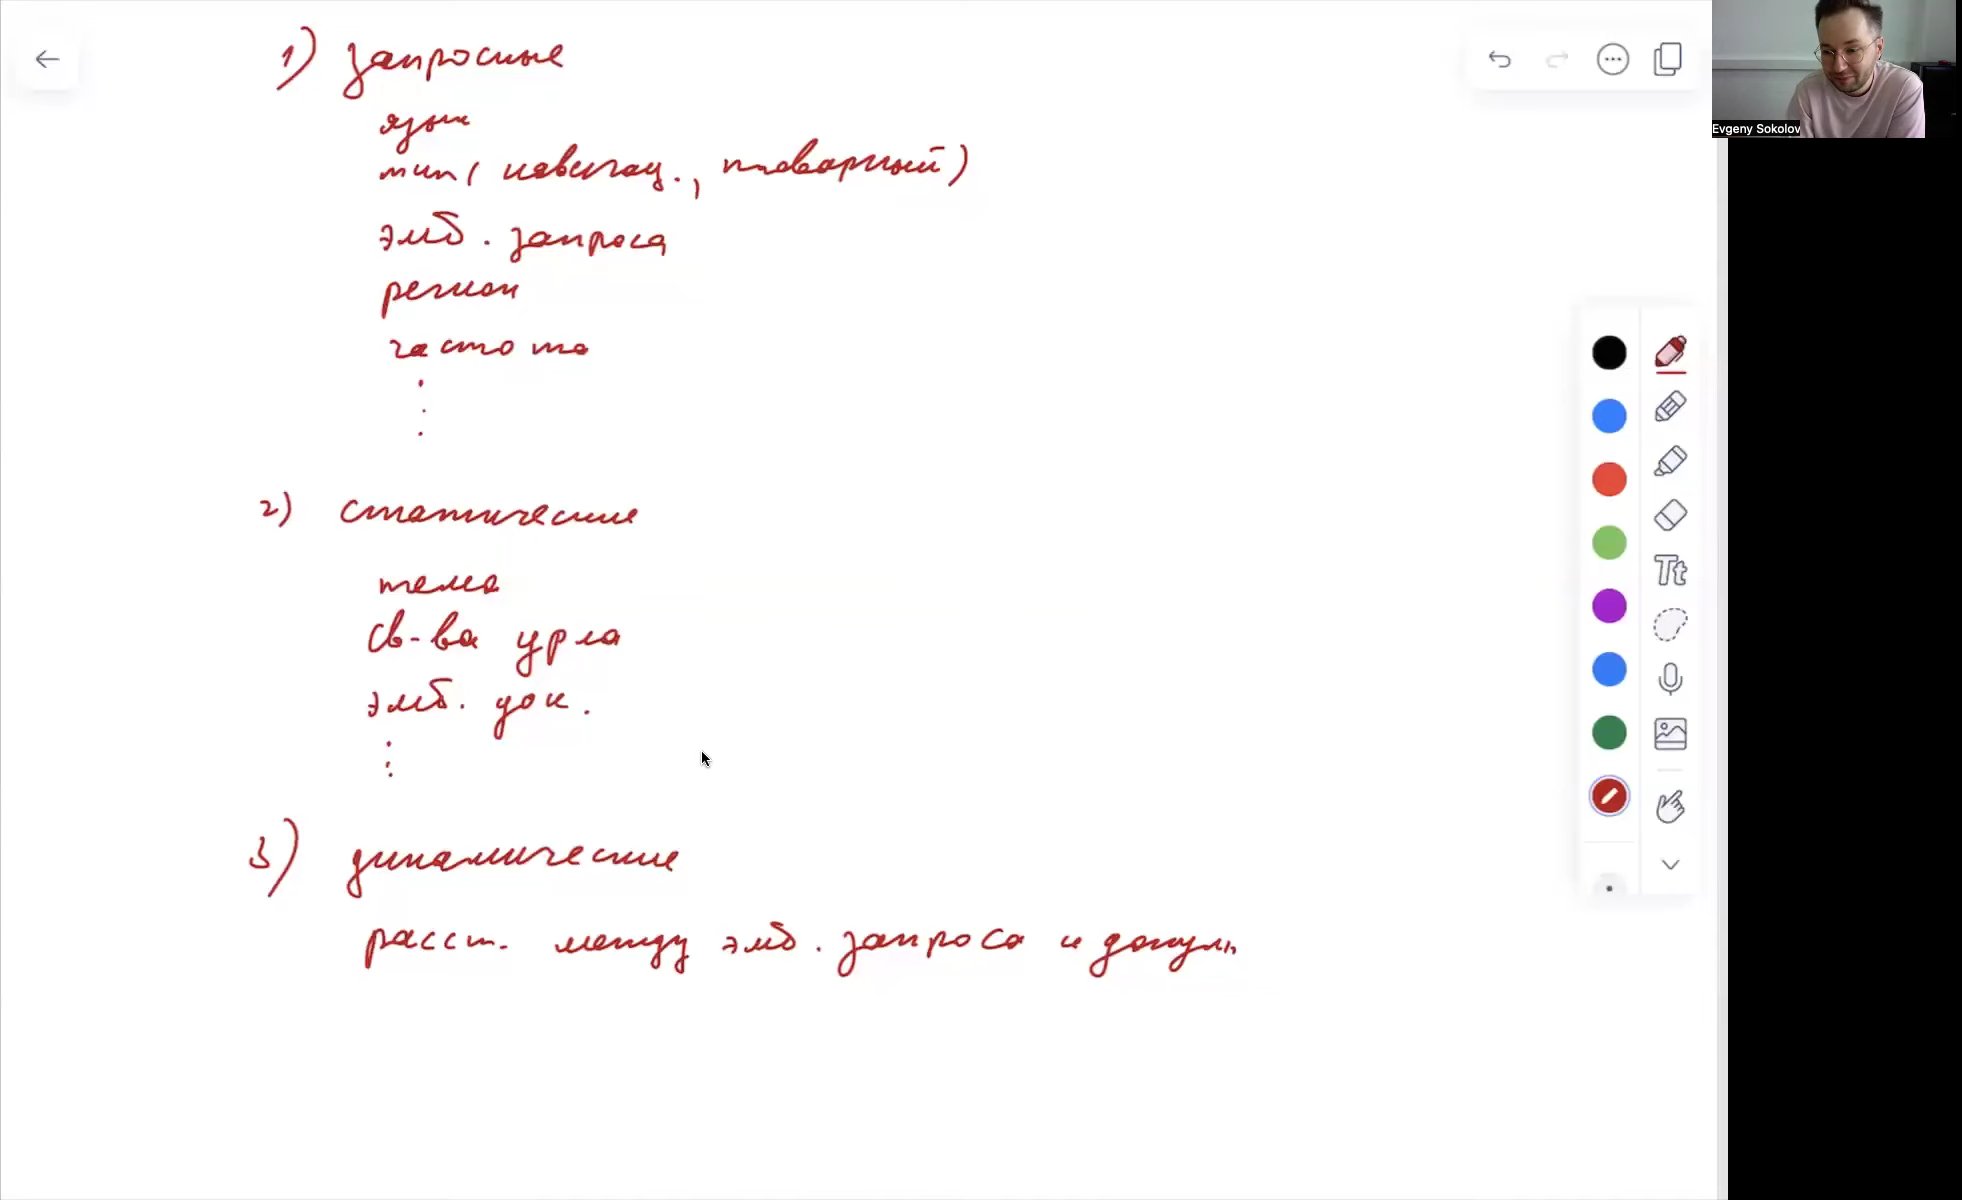 1) запросные
язык
тип (навигац., товарный)
эмб. запроса
регион
частота
2) статические
тема
св-ва урла
эмб. док.
3) динамические
расст. между эмб. запроса и докум
Tt
Evgeny Sokolov